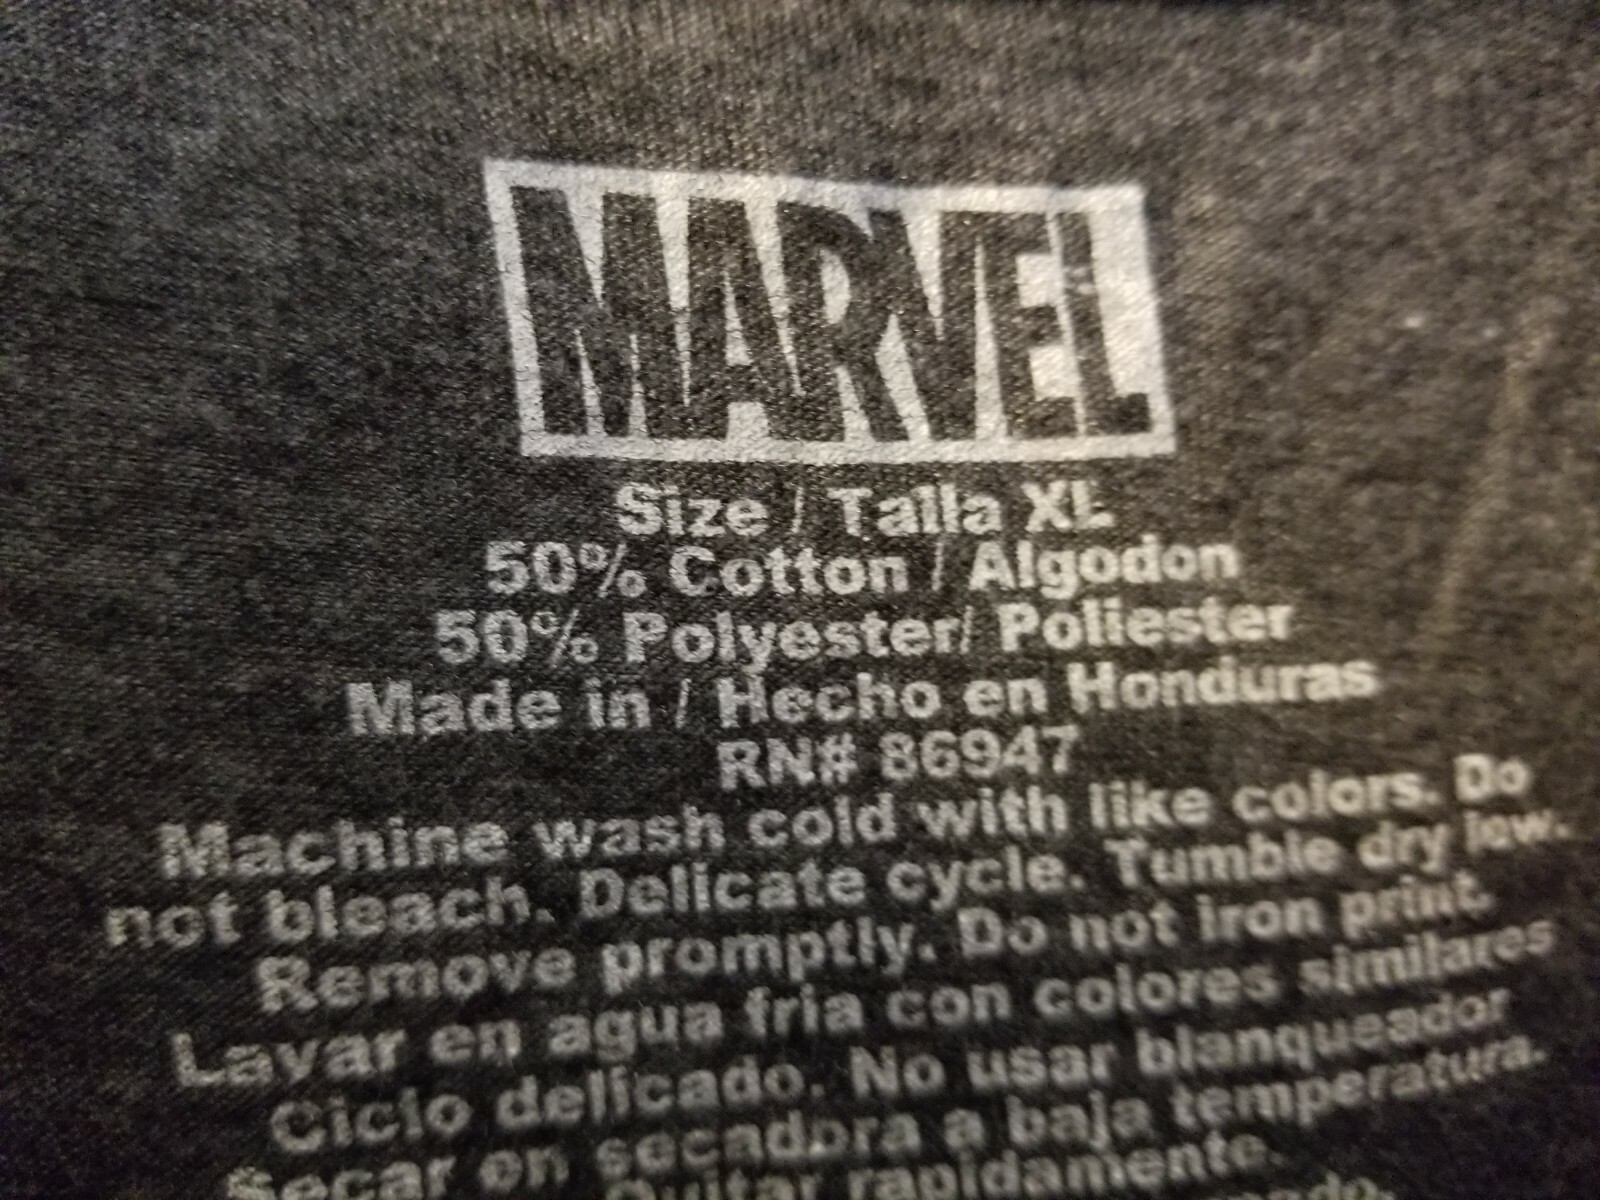 MARVEL
Size / Talla XL
50% Cotton / Algodon
50% Polyester/ Poliester
Made in / Hecho en Honduras
RN# 86947
Machine wash cold with like colors. Do
not bleach. Delicate cycle. Tumble dry low.
Remove promptly. Do not iron print.
Lavar en agua fria con colores similares
Ciclo delicado. No usar blanqueador
secar en secadora a baja temperatura.
Quitar rapidamente.